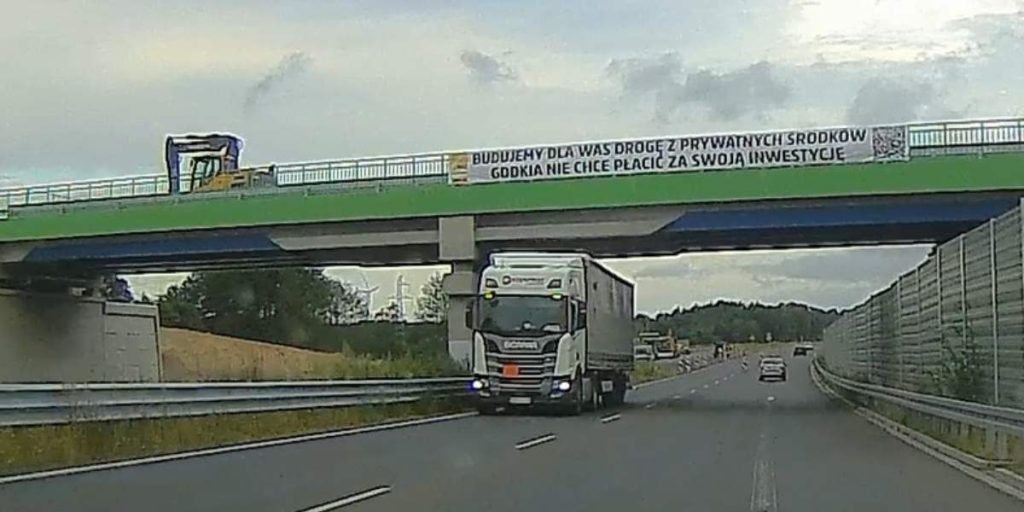 BUDUJEMY DLA WAS DROGĘ Z PRYWATNYCH ŚRODKÓW
GDDKIA NIE CHCE PŁACIĆ ZA SWOJĄ INWESTYCJĘ
SCANIA